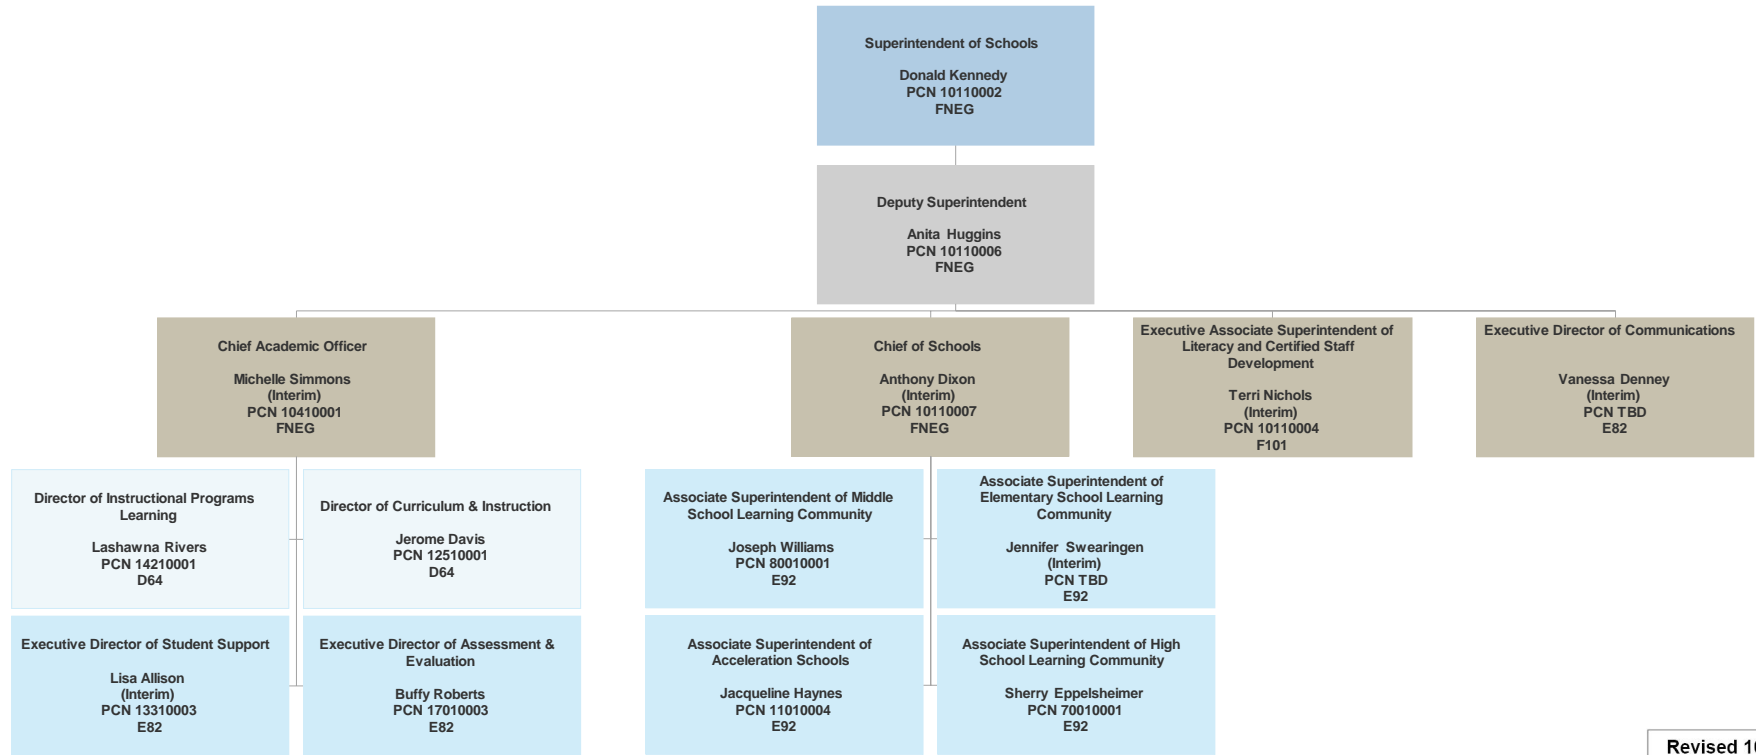 Superintendent of Schools
Donald Kennedy
PCN 10110002
FNEG
Deputy Superintendent
Anita Huggins
PCN 10110006
FNEG
Chief Academic Officer
Michelle Simmons
(Interim)
PCN 10410001
FNEG
Chief of Schools
Anthony Dixon
(Interim)
PCN 10110007
FNEG
Executive Associate Superintendent of
Literacy and Certified Staff
Development
Terri Nichols
(Interim)
PCN 10110004
F101
Executive Director of Communications
Vanessa Denney
(Interim)
PCN TBD
E82
Director of Instructional Programs
Learning
Lashawna Rivers
PCN 14210001
D64
Director of Curriculum & Instruction
Jerome Davis
PCN 12510001
D64
Associate Superintendent of Middle
School Learning Community
Joseph Williams
PCN 80010001
E92
Associate Superintendent of
Elementary School Learning
Community
Jennifer Swearingen
(Interim)
PCN TBD
E92
Executive Director of Student Support
Lisa Allison
(Interim)
PCN 13310003
E82
Executive Director of Assessment &
Evaluation
Buffy Roberts
PCN 17010003
E82
Associate Superintendent of
Acceleration Schools
Jacqueline Haynes
PCN 11010004
E92
Associate Superintendent of High
School Learning Community
Sherry Eppelsheimer
PCN 70010001
E92
Revised